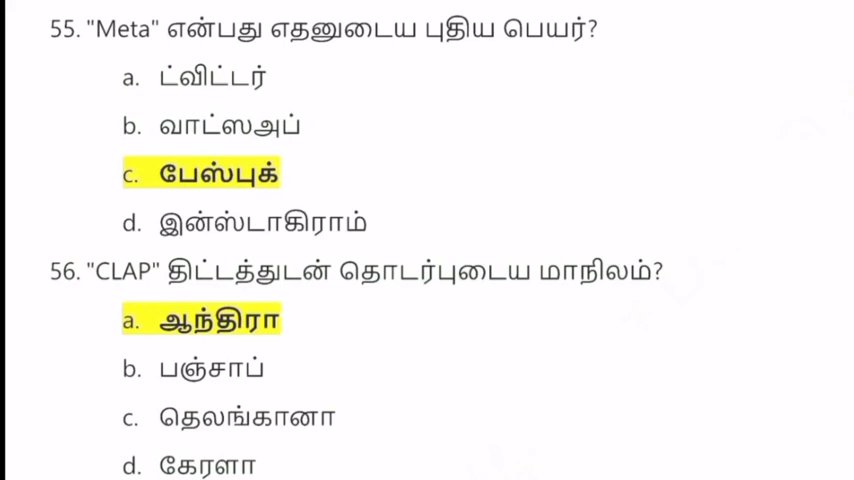 55. "Meta" என்பது எதனுடைய புதிய பெயர்?
a. ட்விட்டர்
b. வாட்ஸஅப்
c. பேஸ்புக்
d. இன்ஸ்டாகிராம்
56. "CLAP" திட்டத்துடன் தொடர்புடைய மாநிலம்?
a. ஆந்திரா
b. பஞ்சாப்
c. தெலங்கானா
d. கேரளா